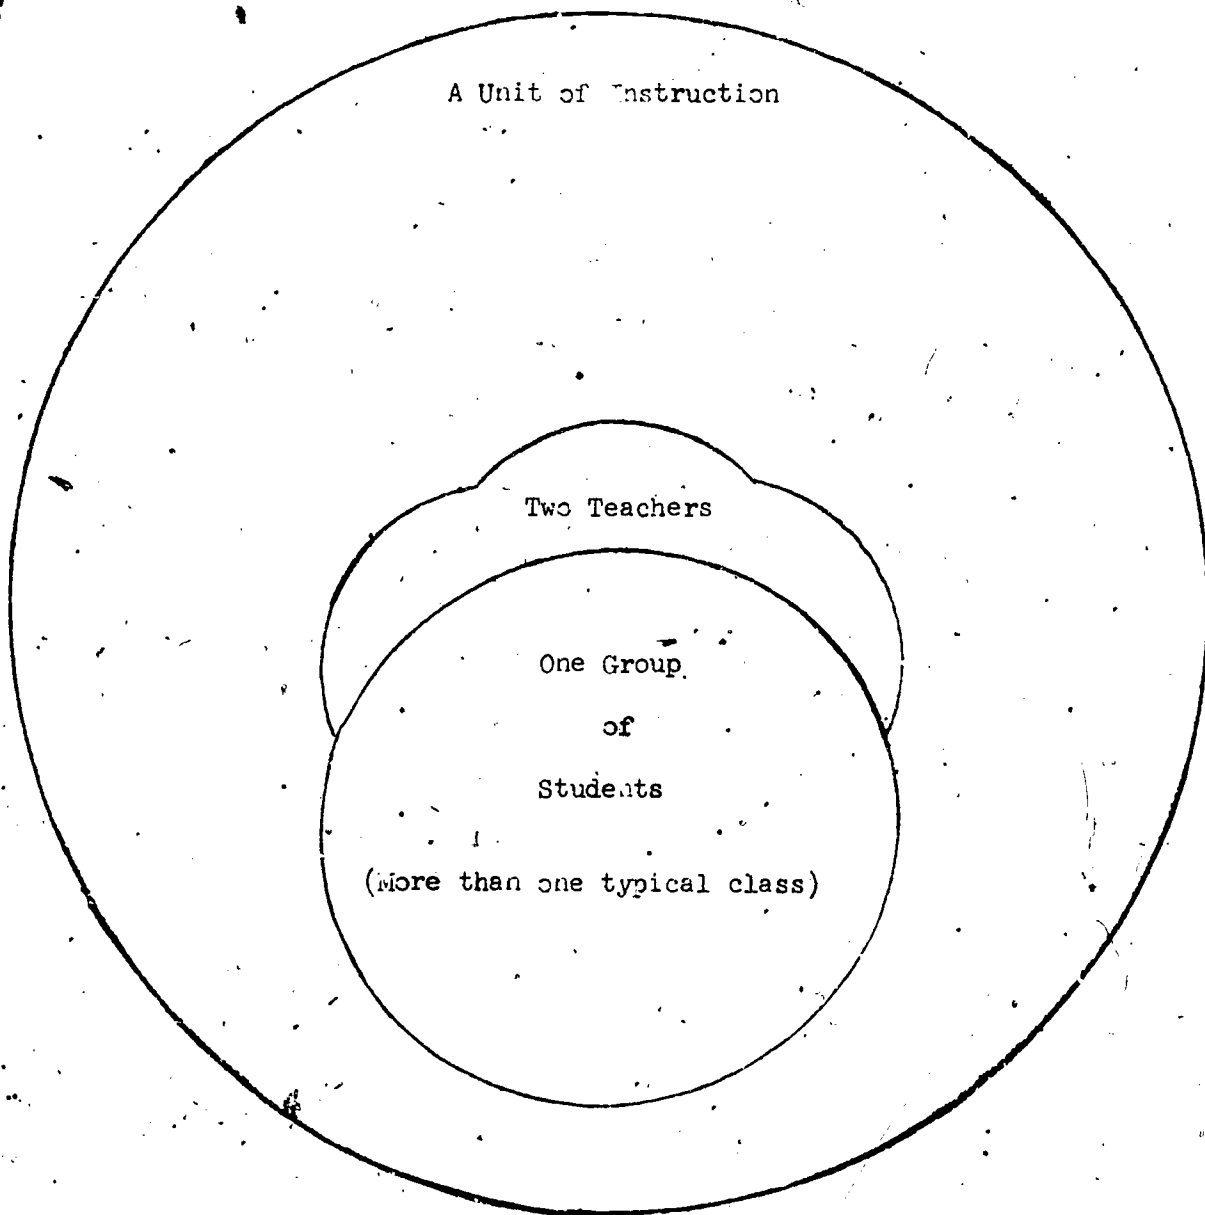 A Unit of Instruction
Two Teachers
One Group
of
Students
(More than one typical class)